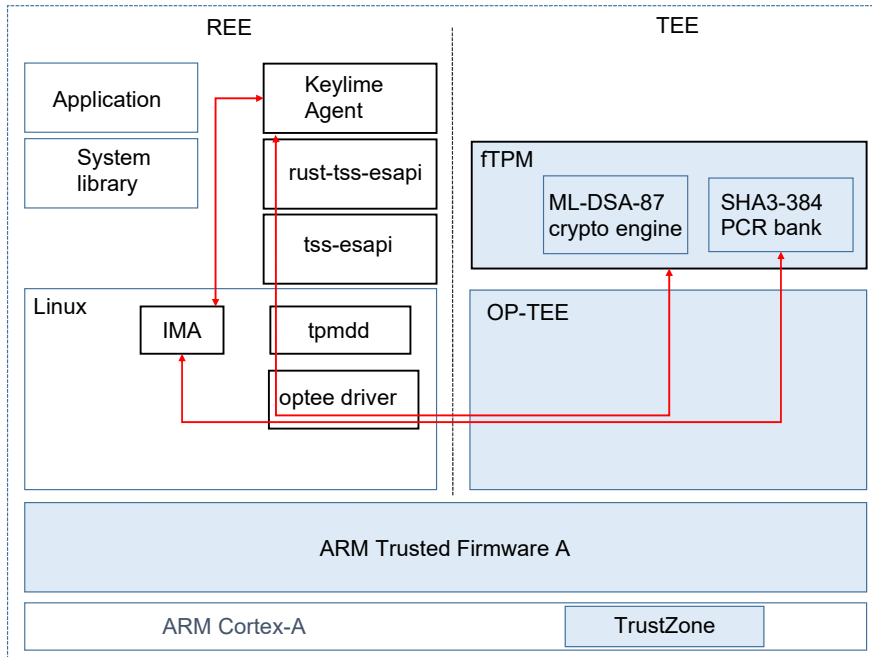 REE
TEE
Application
Keylime
Agent
System
library
rust-tss-esapi
fTPM
ML-DSA-87
crypto engine
SHA3-384
PCR bank
tss-esapi
Linux
IMA
tpmdd
OP-TEE
optee driver
ARM Trusted Firmware A
ARM Cortex-A
TrustZone